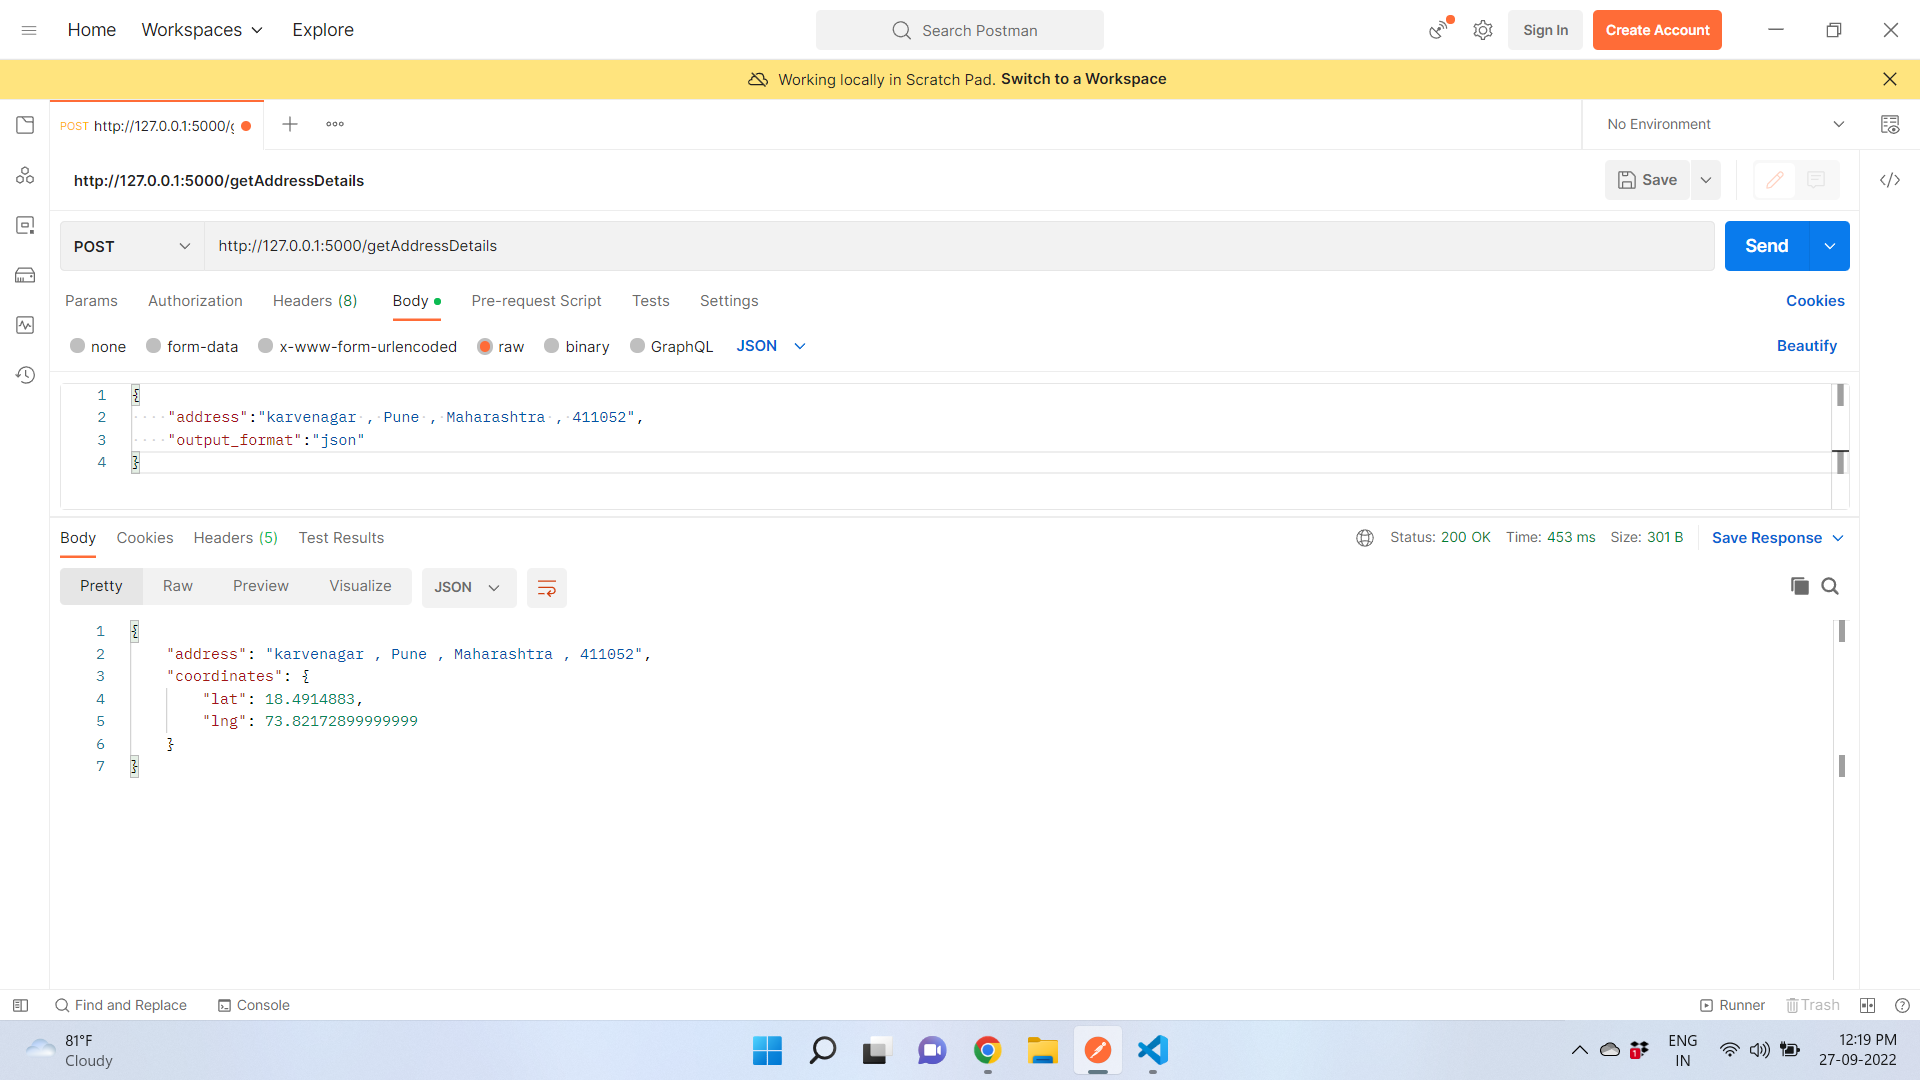 Home Workspaces Explore Search Postman Sign In Create Account
Working locally in Scratch Pad. Switch to a Workspace
POST http://127.0.0.1:5000/g No Environment
http://127.0.0.1:5000/getAddressDetails Save
POST http://127.0.0.1:5000/getAddressDetails Send
Params Authorization Headers (8) Body Pre-request Script Tests Settings Cookies
none form-data x-www-form-urlencoded raw binary GraphQL JSON Beautify
1 {
2 "address":"karvenagar , Pune , Maharashtra , 411052",
3 "output_format":"json"
4 }
Body Cookies Headers (5) Test Results Status: 200 OK Time: 453 ms Size: 301 B Save Response
Pretty Raw Preview Visualize JSON
1 {
2 "address": "karvenagar , Pune , Maharashtra , 411052",
3 "coordinates": {
4 "lat": 18.4914883,
5 "lng": 73.82172899999999
6 }
7 }
Find and Replace Console Runner Trash
81°F
Cloudy
1
ENG
IN
12:19 PM
27-09-2022